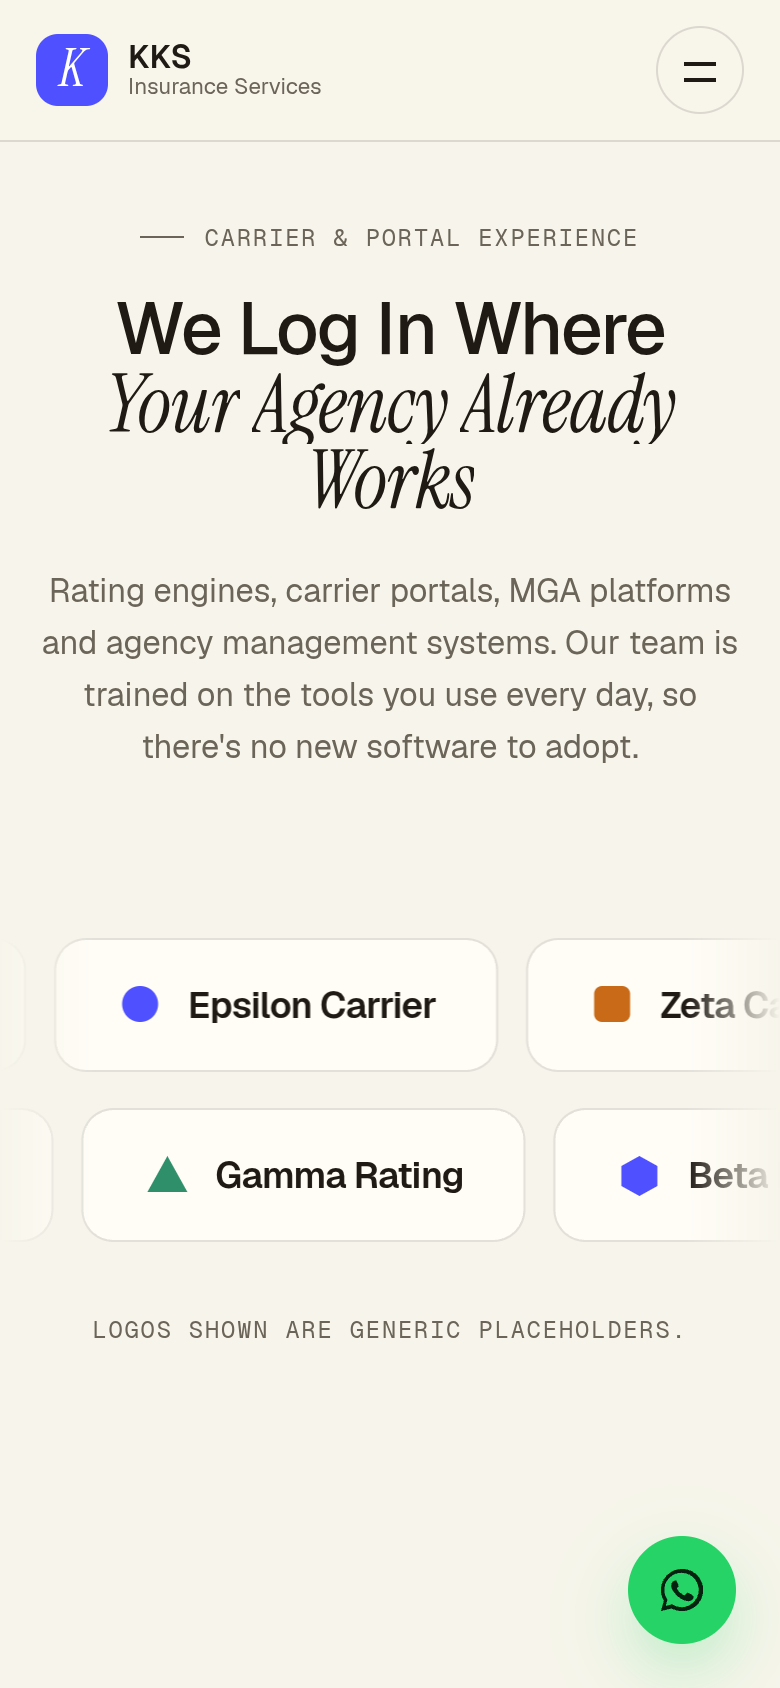 K
KKS
Insurance Services
CARRIER & PORTAL EXPERIENCE
We Log In Where
Your Agency Already
Works
Rating engines, carrier portals, MGA platforms
and agency management systems. Our team is
trained on the tools you use every day, so
there's no new software to adopt.
Epsilon Carrier
Zeta
Gamma Rating
Beta
LOGOS SHOWN ARE GENERIC PLACEHOLDERS.